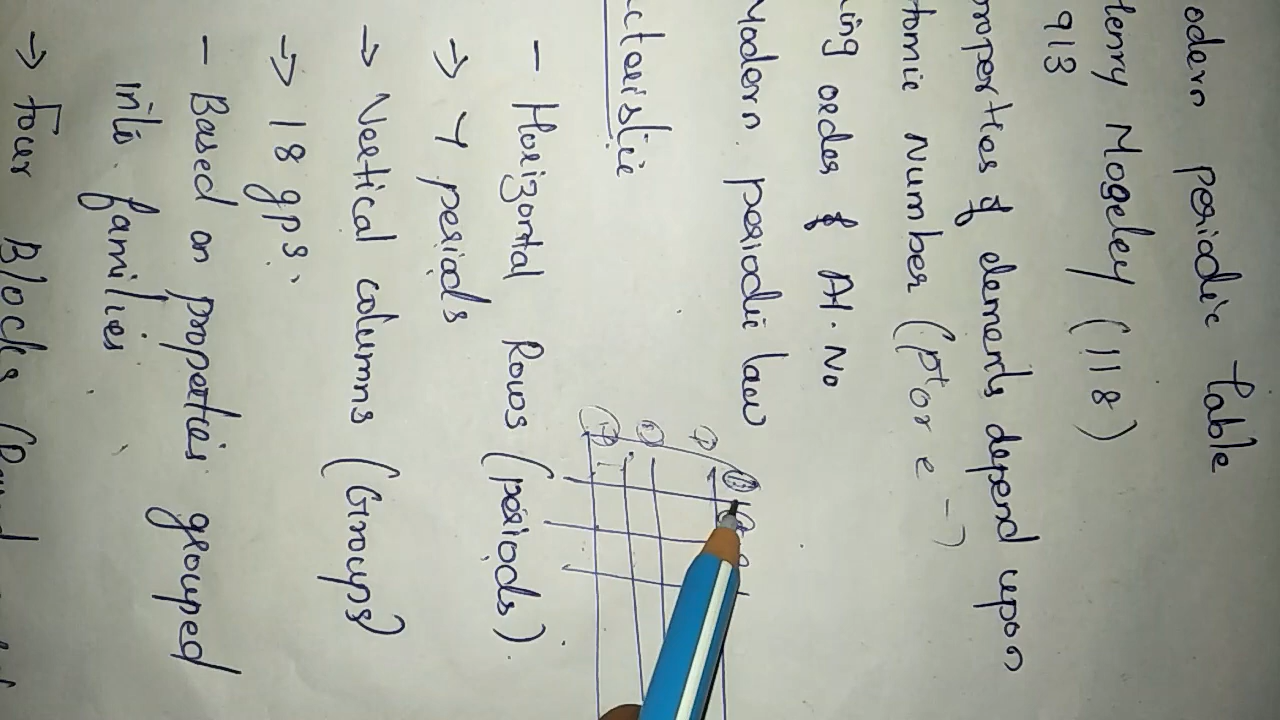 odern periodic table
Henry Mogeley (118)
913
properties of elements depend upon
tomic Number (p+ or e-)
ing order of At. No
Modern periodic law
cteristic
- Horizontal Rows (periods).
→ 7 periods
→ Vertical columns (Groups)
→ 18 gps.
- Based on properties grouped
into families
→ Four Blocks